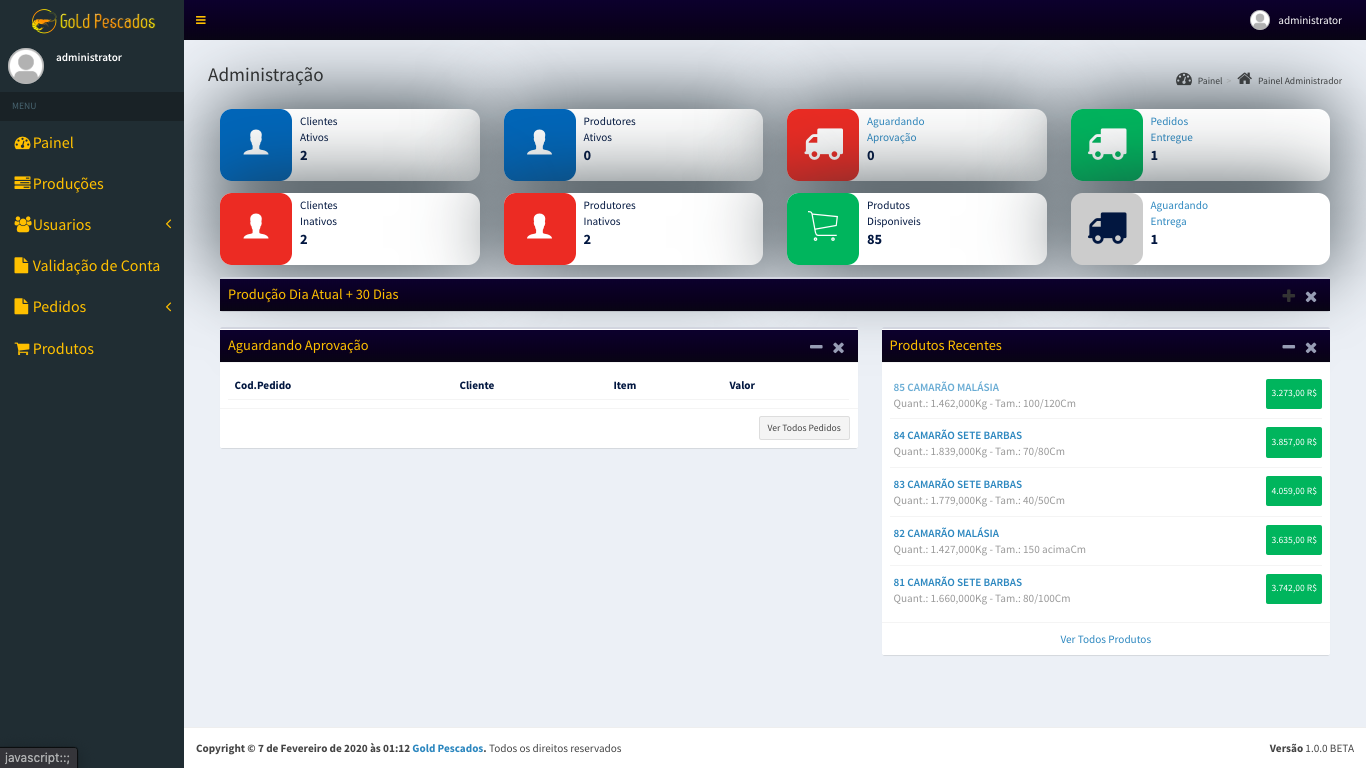 Gold Pescados
administrator
administrator
MENU
Painel
Produções
Usuarios
Validação de Conta
Pedidos
Produtos
Administração
Painel
Painel Administrador
Clientes
Ativos
2
Produtores
Ativos
0
Aguardando
Aprovação
0
Pedidos
Entregue
1
Clientes
Inativos
2
Produtores
Inativos
2
Produtos
Disponiveis
85
Aguardando
Entrega
1
Produção Dia Atual + 30 Dias
Aguardando Aprovação
Cod.Pedido Cliente Item Valor
Ver Todos Pedidos
Produtos Recentes
85 CAMARÃO MALÁSIA
3.273,00 R$
Quant.: 1.462,000Kg - Tam.: 100/120Cm
84 CAMARÃO SETE BARBAS
3.857,00 R$
Quant.: 1.839,000Kg - Tam.: 70/80Cm
83 CAMARÃO SETE BARBAS
4.059,00 R$
Quant.: 1.779,000Kg - Tam.: 40/50Cm
82 CAMARÃO MALÁSIA
3.635,00 R$
Quant.: 1.427,000Kg - Tam.: 150 acimaCm
81 CAMARÃO SETE BARBAS
3.742,00 R$
Quant.: 1.660,000Kg - Tam.: 80/100Cm
Ver Todos Produtos
Copyright © 7 de Fevereiro de 2020 às 01:12 Gold Pescados. Todos os direitos reservados
Versão 1.0.0 BETA
javascript::;